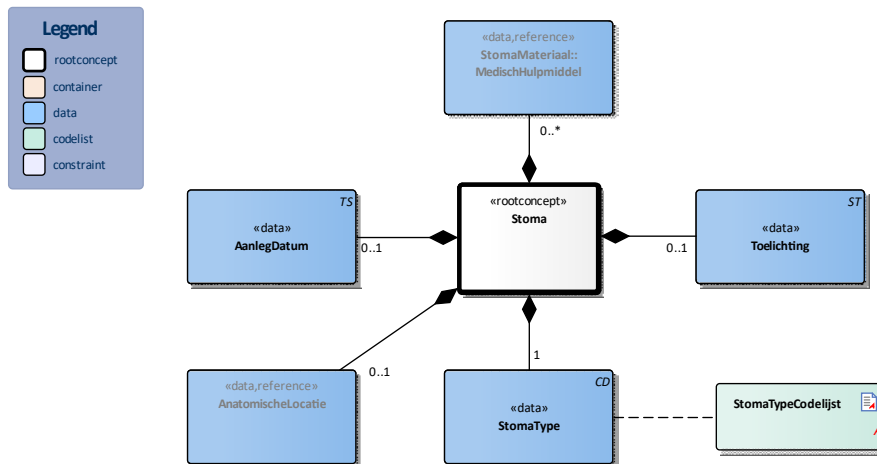 Legend
rootconcept
container
data
codelist
constraint
«data,reference»
StomaMateriaal::
MedischHulpmiddel
0..*
TS
«data»
AanlegDatum
0..1
«rootconcept»
Stoma
ST
«data»
Toelichting
0..1
«data,reference»
AnatomischeLocatie
0..1
1
CD
«data»
StomaType
StomaTypeCodelijst